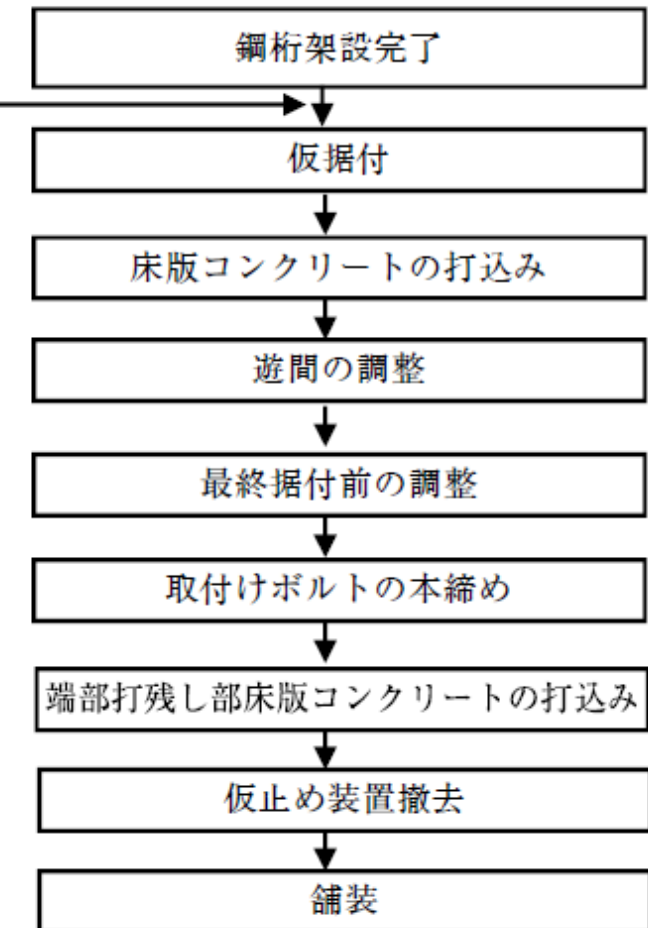 鋼桁架設完了
仮据付
床版コンクリートの打込み
遊間の調整
最終据付前の調整
取付けボルトの本締め
端部打残し部床版コンクリートの打込み
仮止め装置撤去
舗装